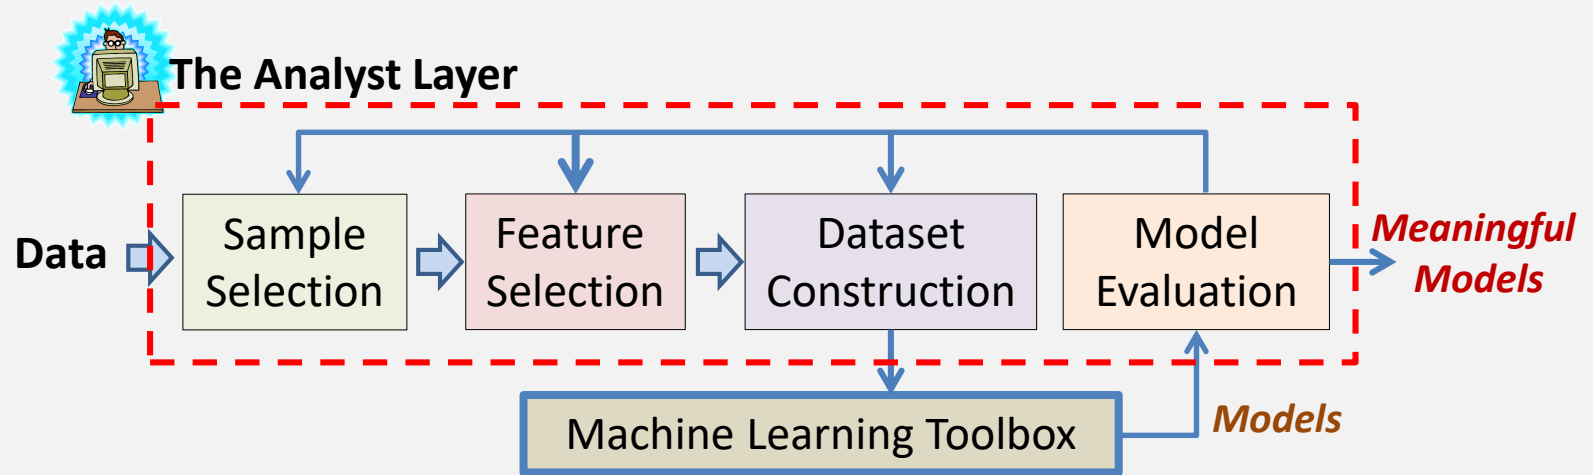 The Analyst Layer
Data
Sample
Selection
Feature
Selection
Dataset
Construction
Model
Evaluation
Meaningful
Models
Machine Learning Toolbox
Models